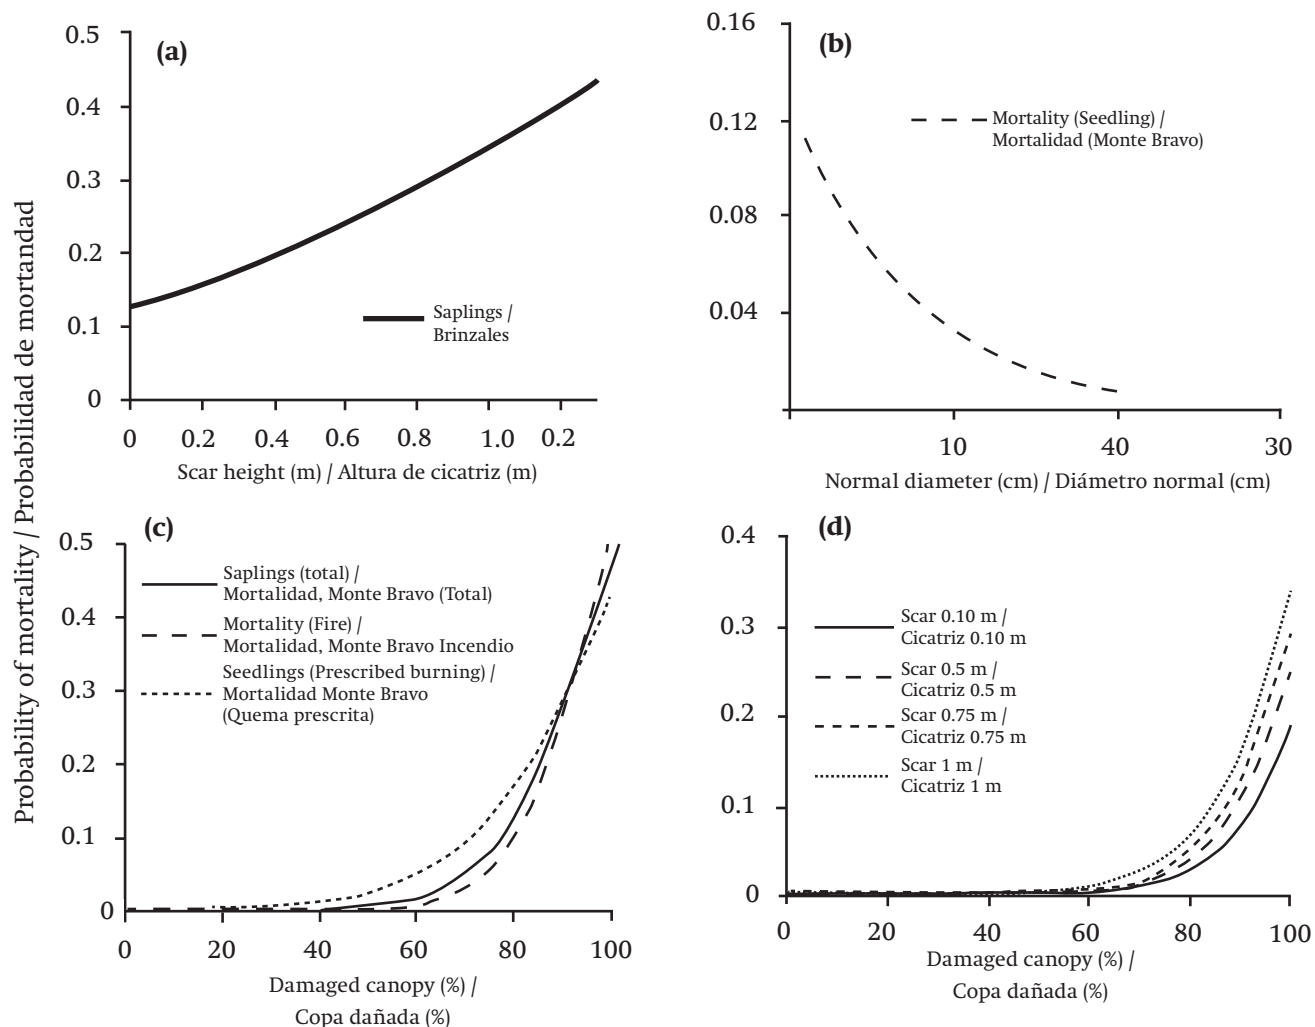 Probability of mortality / Probabilidad de mortandad
(a)
0.5
0.4
0.3
0.2
0.1
0
Saplings /
Brinzales
0 0.2 0.4 0.6 0.8 1.0 0.2
Scar height (m) / Altura de cicatriz (m)
(b)
0.16
0.12
0.08
0.04
Mortality (Seedling) /
Mortalidad (Monte Bravo)
10 40 30
Normal diameter (cm) / Diámetro normal (cm)
(c)
0.5
0.4
0.3
0.2
0.1
0
Saplings (total) /
Mortalidad, Monte Bravo (Total)
Mortality (Fire) /
Mortalidad, Monte Bravo Incendio
Seedlings (Prescribed burning) /
Mortalidad Monte Bravo
(Quema prescrita)
0 20 40 60 80 100
Damaged canopy (%) /
Copa dañada (%)
(d)
0.4
0.3
0.2
0.1
0
Scar 0.10 m /
Cicatriz 0.10 m
Scar 0.5 m /
Cicatriz 0.5 m
Scar 0.75 m /
Cicatriz 0.75 m
Scar 1 m /
Cicatriz 1 m
0 20 40 60 80 100
Damaged canopy (%) /
Copa dañada (%)